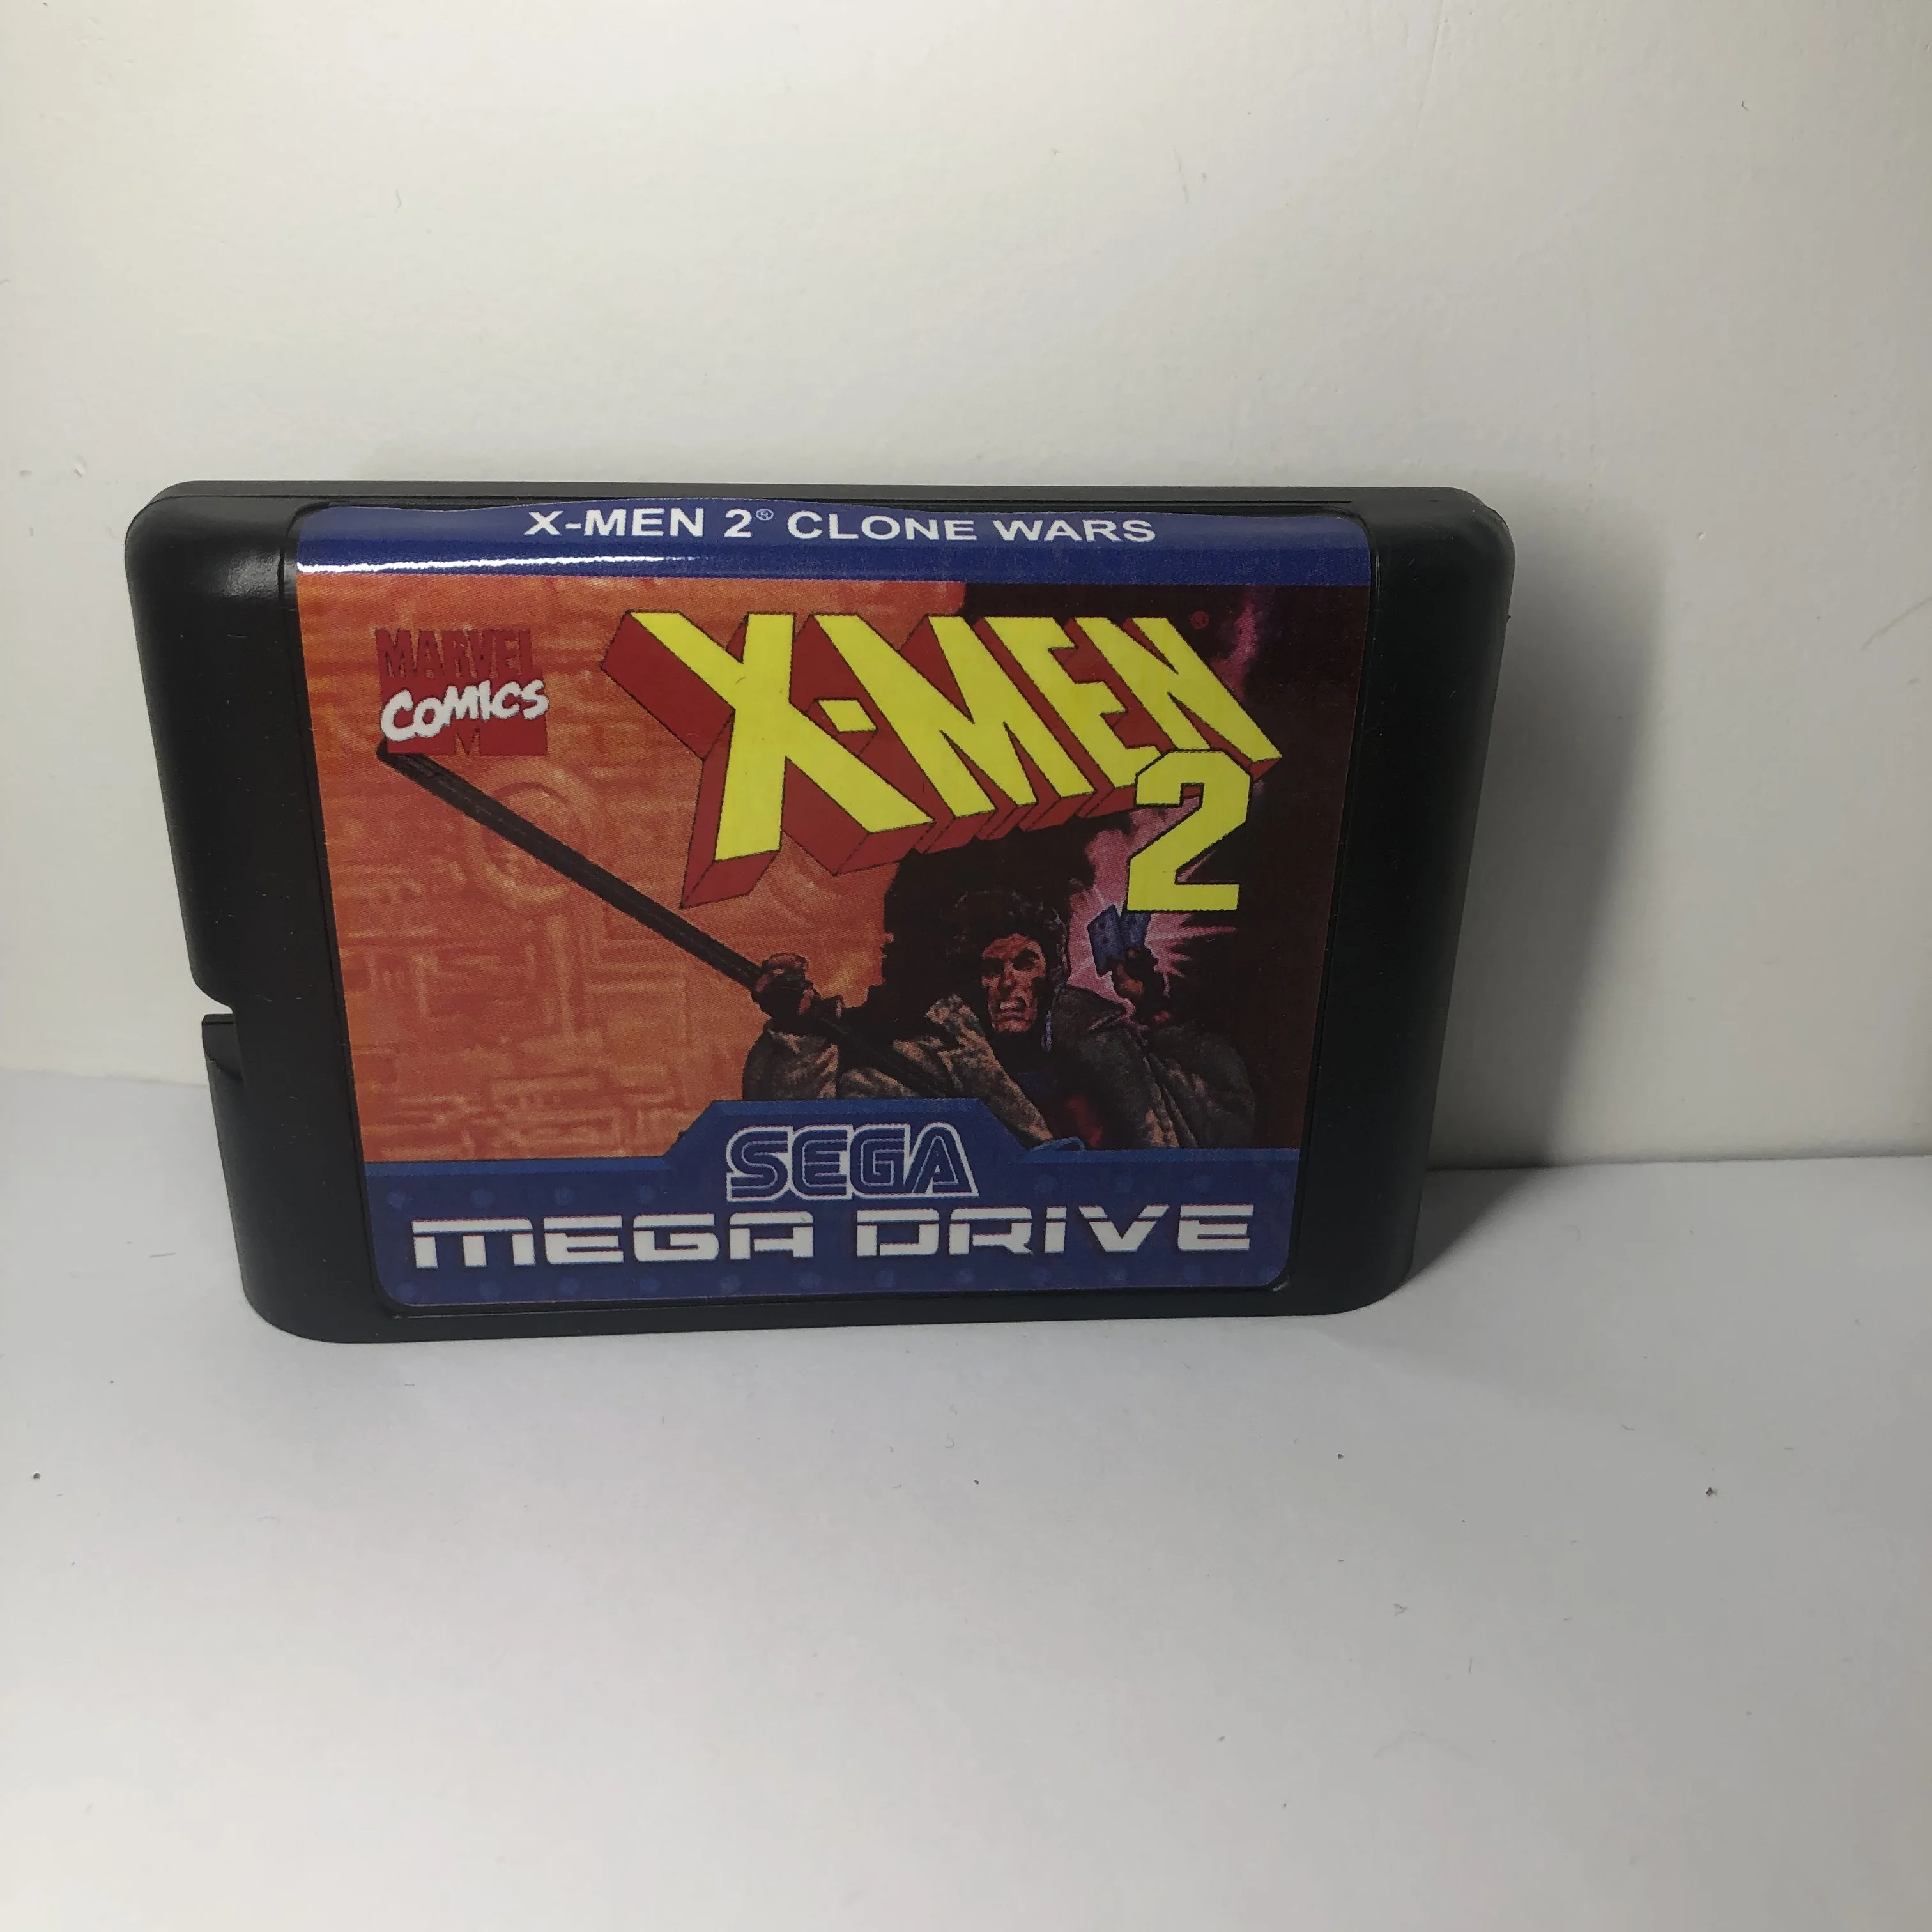 X-MEN 2® CLONE WARS
MARVEL
COMICS
M
X-MEN®
2
SEGA
MEGA DRIVE